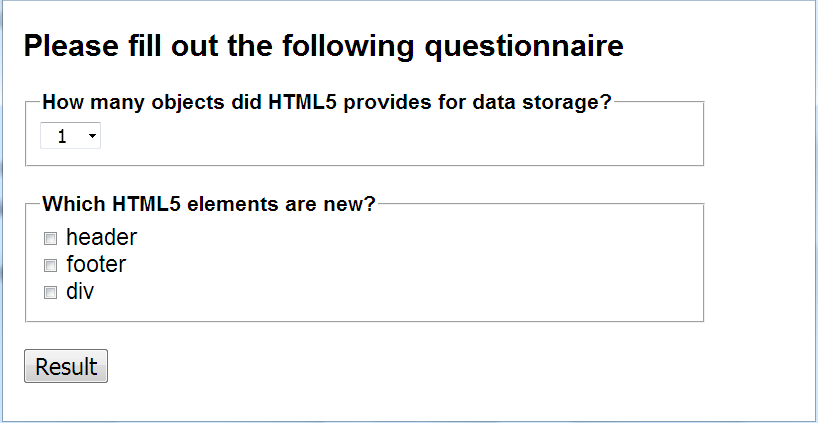 Please fill out the following questionnaire
How many objects did HTML5 provides for data storage?
1
Which HTML5 elements are new?
header
footer
div
Result